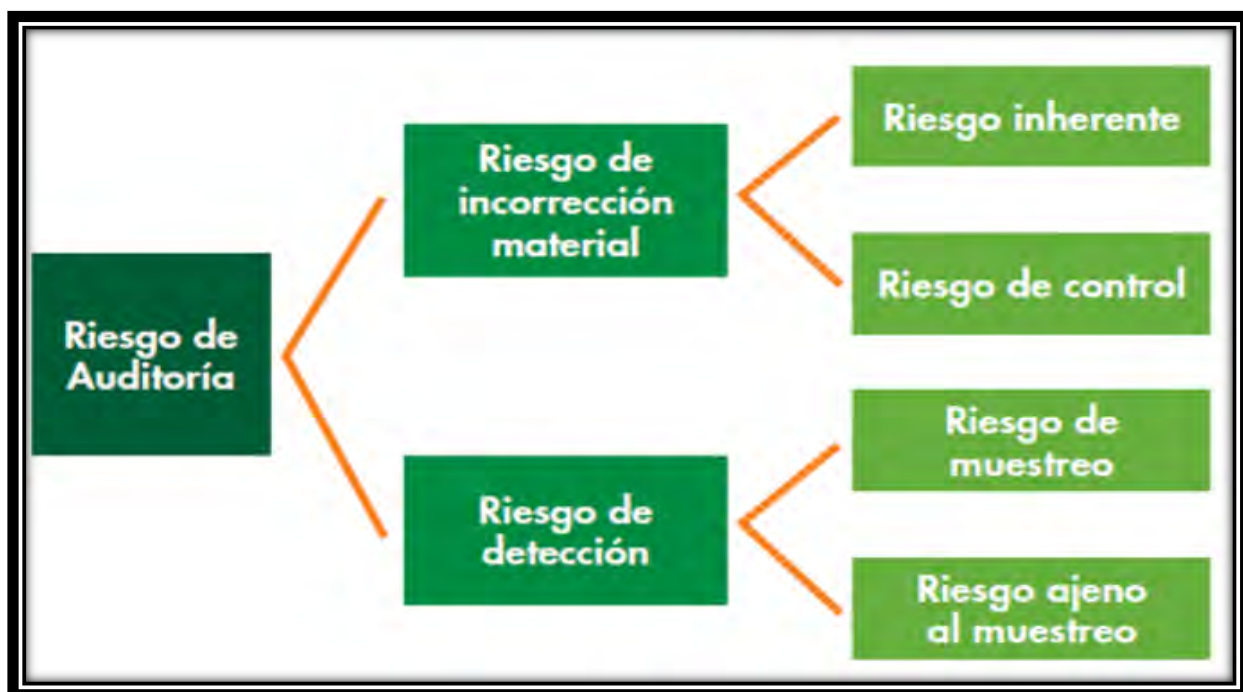 Riesgo de
Auditoría
Riesgo de
incorrección
material
Riesgo de
detección
Riesgo inherente
Riesgo de control
Riesgo de
muestreo
Riesgo ajeno
al muestreo